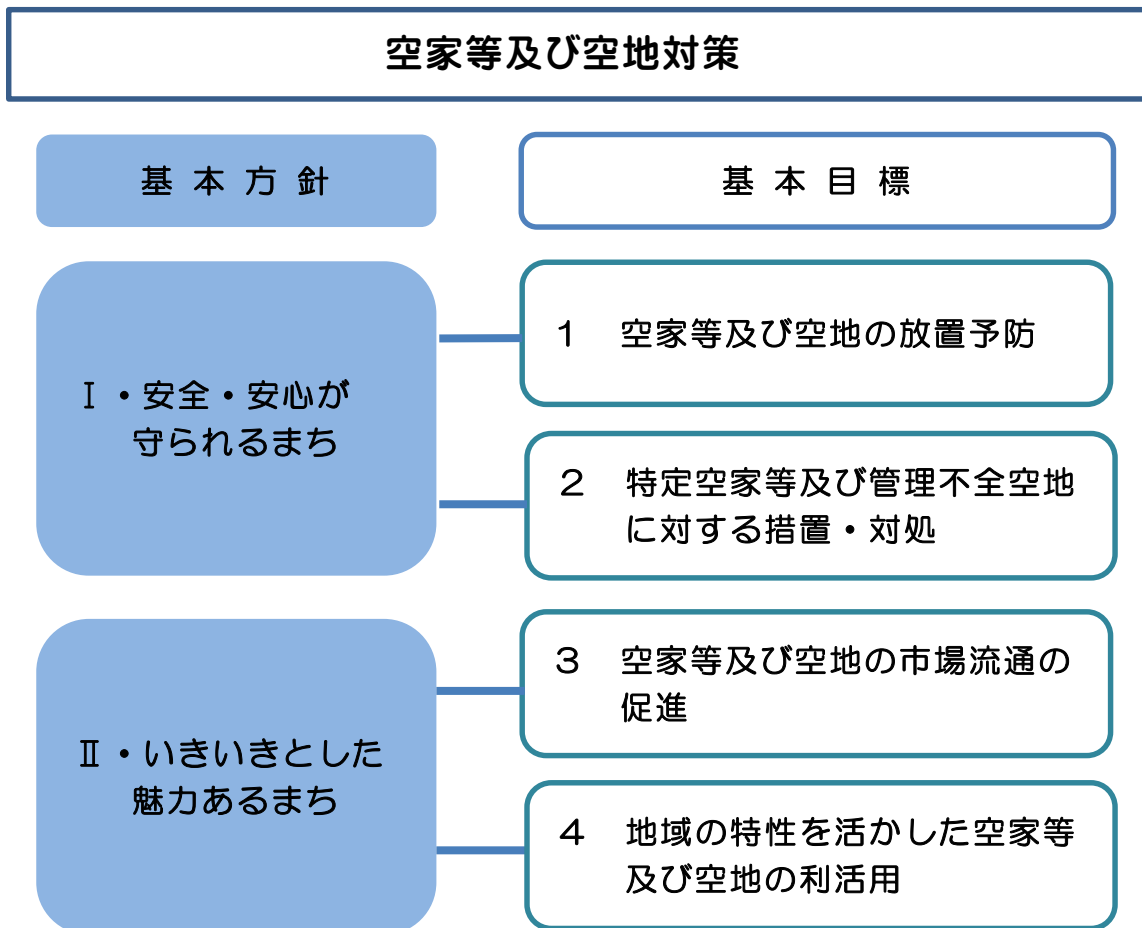 空家等及び空地対策
基本方針
基本目標
Ⅰ・安全・安心が
守られるまち
1 空家等及び空地の放置予防
2 特定空家等及び管理不全空地
に対する措置・対処
Ⅱ・いきいきとした
魅力あるまち
3 空家等及び空地の市場流通の
促進
4 地域の特性を活かした空家等
及び空地の利活用